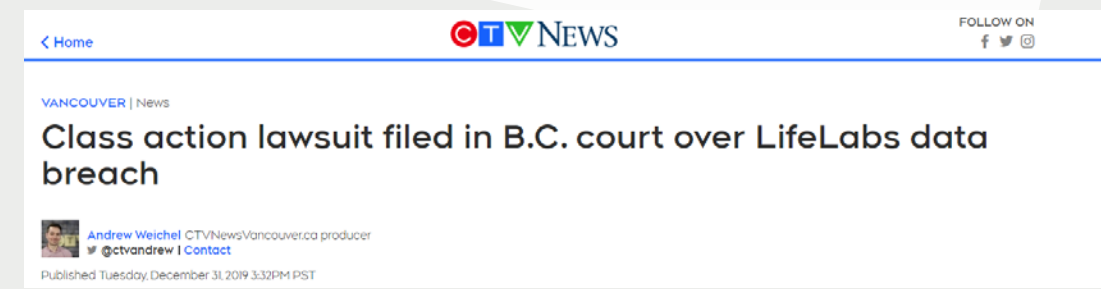 < Home
CTV NEWS
FOLLOW ON
VANCOUVER | News
Class action lawsuit filed in B.C. court over LifeLabs data
breach
Andrew Weichel CTVNewsVancouver.ca producer
@ctvandrew | Contact
Published Tuesday, December 31, 2019 3:32PM PST